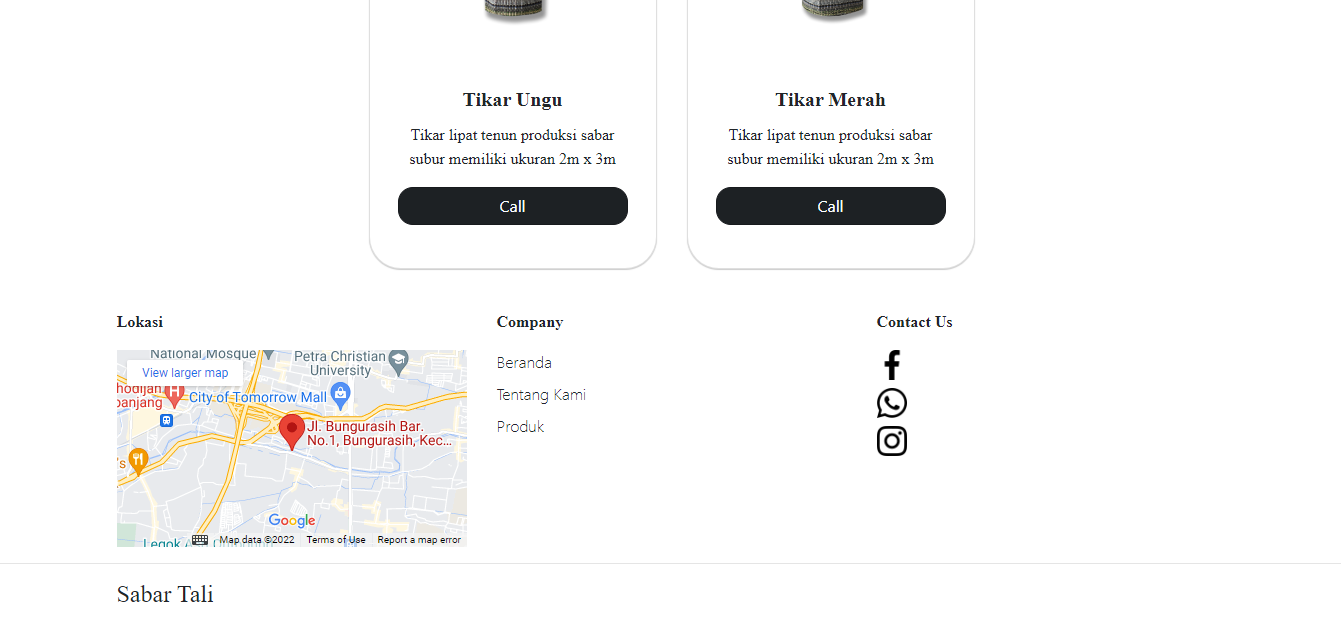 Tikar Ungu
Tikar lipat tenun produksi sabar
subur memiliki ukuran 2m x 3m
Call
Tikar Merah
Tikar lipat tenun produksi sabar
subur memiliki ukuran 2m x 3m
Call
Lokasi
National Mosque
Petra Christian
University
View larger map
City of Tomorrow Mall
Jl. Bungurasih Bar.
No.1, Bungurasih, Kec...
Google
Map data ©2022
Terms of Use
Report a map error
Company
Beranda
Tentang Kami
Produk
Contact Us
Sabar Tali